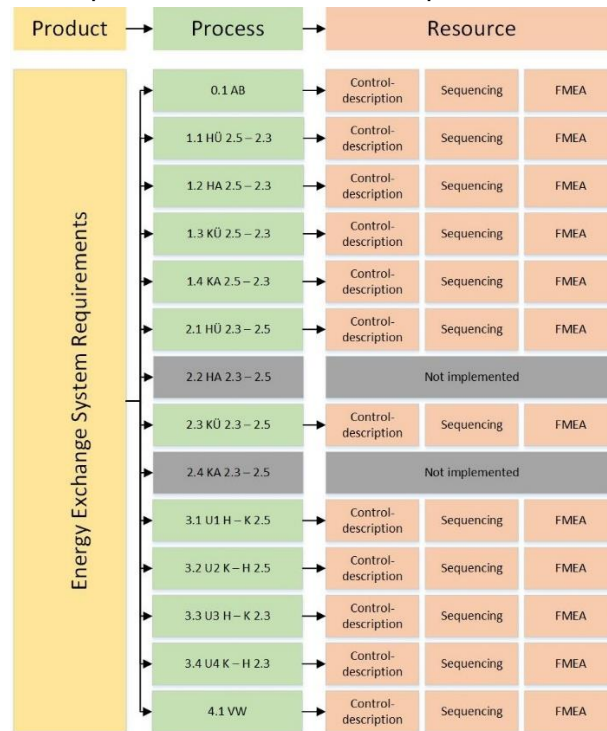 Product
Process
Resource
Energy Exchange System Requirements
0.1 AB
Control-
description
Sequencing
FMEA
1.1 HÜ 2.5 – 2.3
Control-
description
Sequencing
FMEA
1.2 HA 2.5 – 2.3
Control-
description
Sequencing
FMEA
1.3 KÜ 2.5 – 2.3
Control-
description
Sequencing
FMEA
1.4 KA 2.5 – 2.3
Control-
description
Sequencing
FMEA
2.1 HÜ 2.3 – 2.5
Control-
description
Sequencing
FMEA
2.2 HA 2.3 – 2.5
Not implemented
2.3 KÜ 2.3 – 2.5
Control-
description
Sequencing
FMEA
2.4 KA 2.3 – 2.5
Not implemented
3.1 U1 H – K 2.5
Control-
description
Sequencing
FMEA
3.2 U2 K – H 2.5
Control-
description
Sequencing
FMEA
3.3 U3 H – K 2.3
Control-
description
Sequencing
FMEA
3.4 U4 K – H 2.3
Control-
description
Sequencing
FMEA
4.1 VW
Control-
description
Sequencing
FMEA